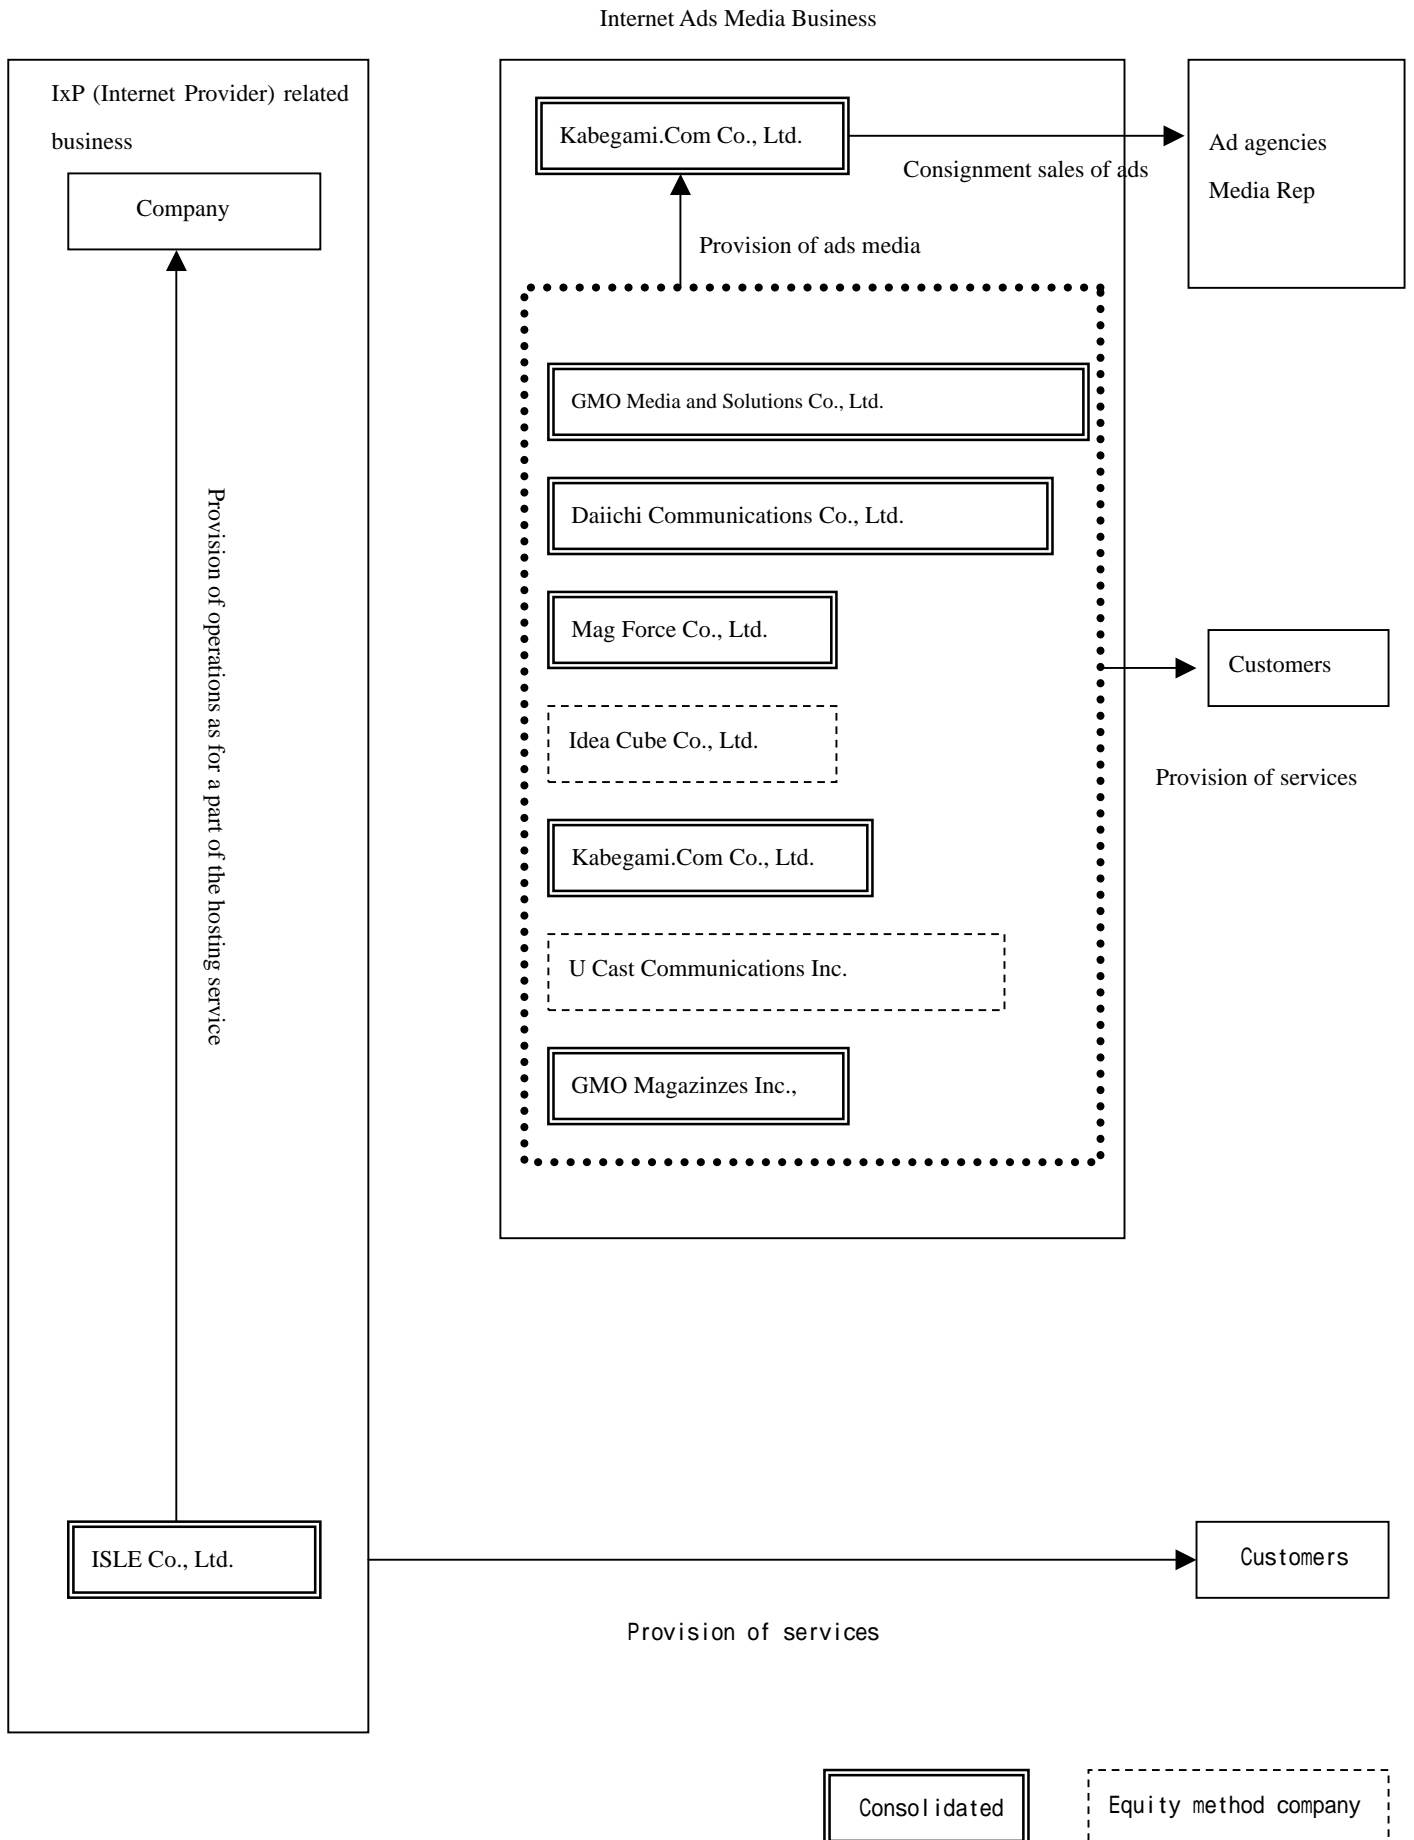 Internet Ads Media Business
IxP (Internet Provider) related
business
Company
Provision of operations as for a part of the hosting service
ISLE Co., Ltd.
Kabegami.Com Co., Ltd.
Consignment sales of ads
Ad agencies
Media Rep
Provision of ads media
GMO Media and Solutions Co., Ltd.
Daiichi Communications Co., Ltd.
Mag Force Co., Ltd.
Idea Cube Co., Ltd.
Kabegami.Com Co., Ltd.
U Cast Communications Inc.
GMO Magazinzes Inc.,
Customers
Provision of services
Customers
Provision of services
Consolidated
Equity method company